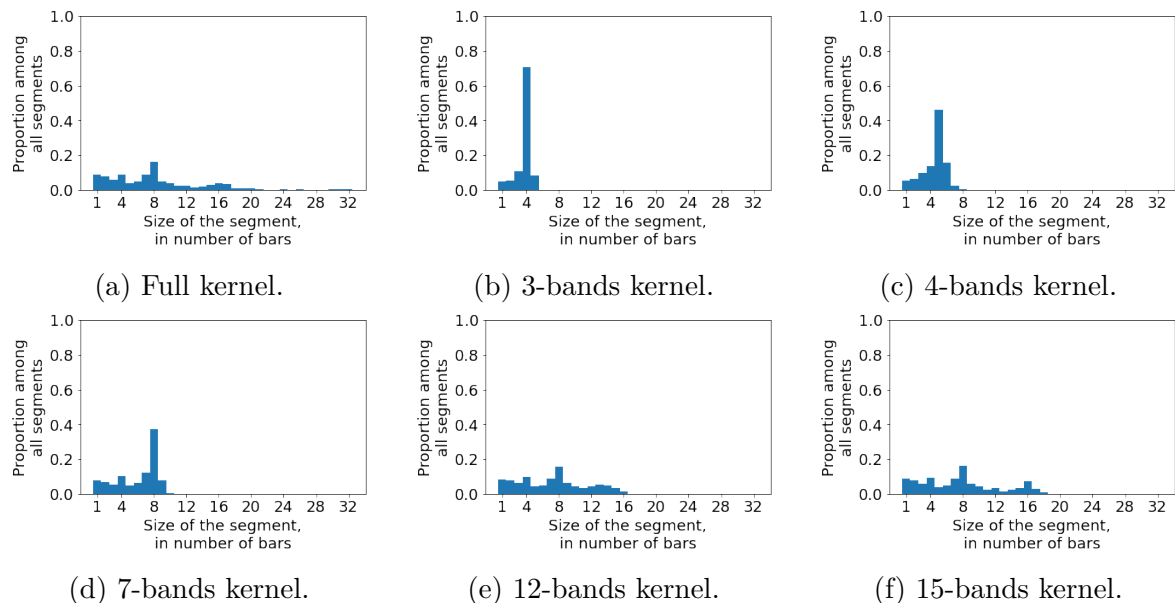 1.0
0.8
0.6
0.4
0.2
0.0
Proportion among
all segments
1 4 8 12 16 20 24 28 32
Size of the segment,
in number of bars
(a) Full kernel.
1.0
0.8
0.6
0.4
0.2
0.0
Proportion among
all segments
1 4 8 12 16 20 24 28 32
Size of the segment,
in number of bars
(b) 3-bands kernel.
1.0
0.8
0.6
0.4
0.2
0.0
Proportion among
all segments
1 4 8 12 16 20 24 28 32
Size of the segment,
in number of bars
(c) 4-bands kernel.
1.0
0.8
0.6
0.4
0.2
0.0
Proportion among
all segments
1 4 8 12 16 20 24 28 32
Size of the segment,
in number of bars
(d) 7-bands kernel.
1.0
0.8
0.6
0.4
0.2
0.0
Proportion among
all segments
1 4 8 12 16 20 24 28 32
Size of the segment,
in number of bars
(e) 12-bands kernel.
1.0
0.8
0.6
0.4
0.2
0.0
Proportion among
all segments
1 4 8 12 16 20 24 28 32
Size of the segment,
in number of bars
(f) 15-bands kernel.